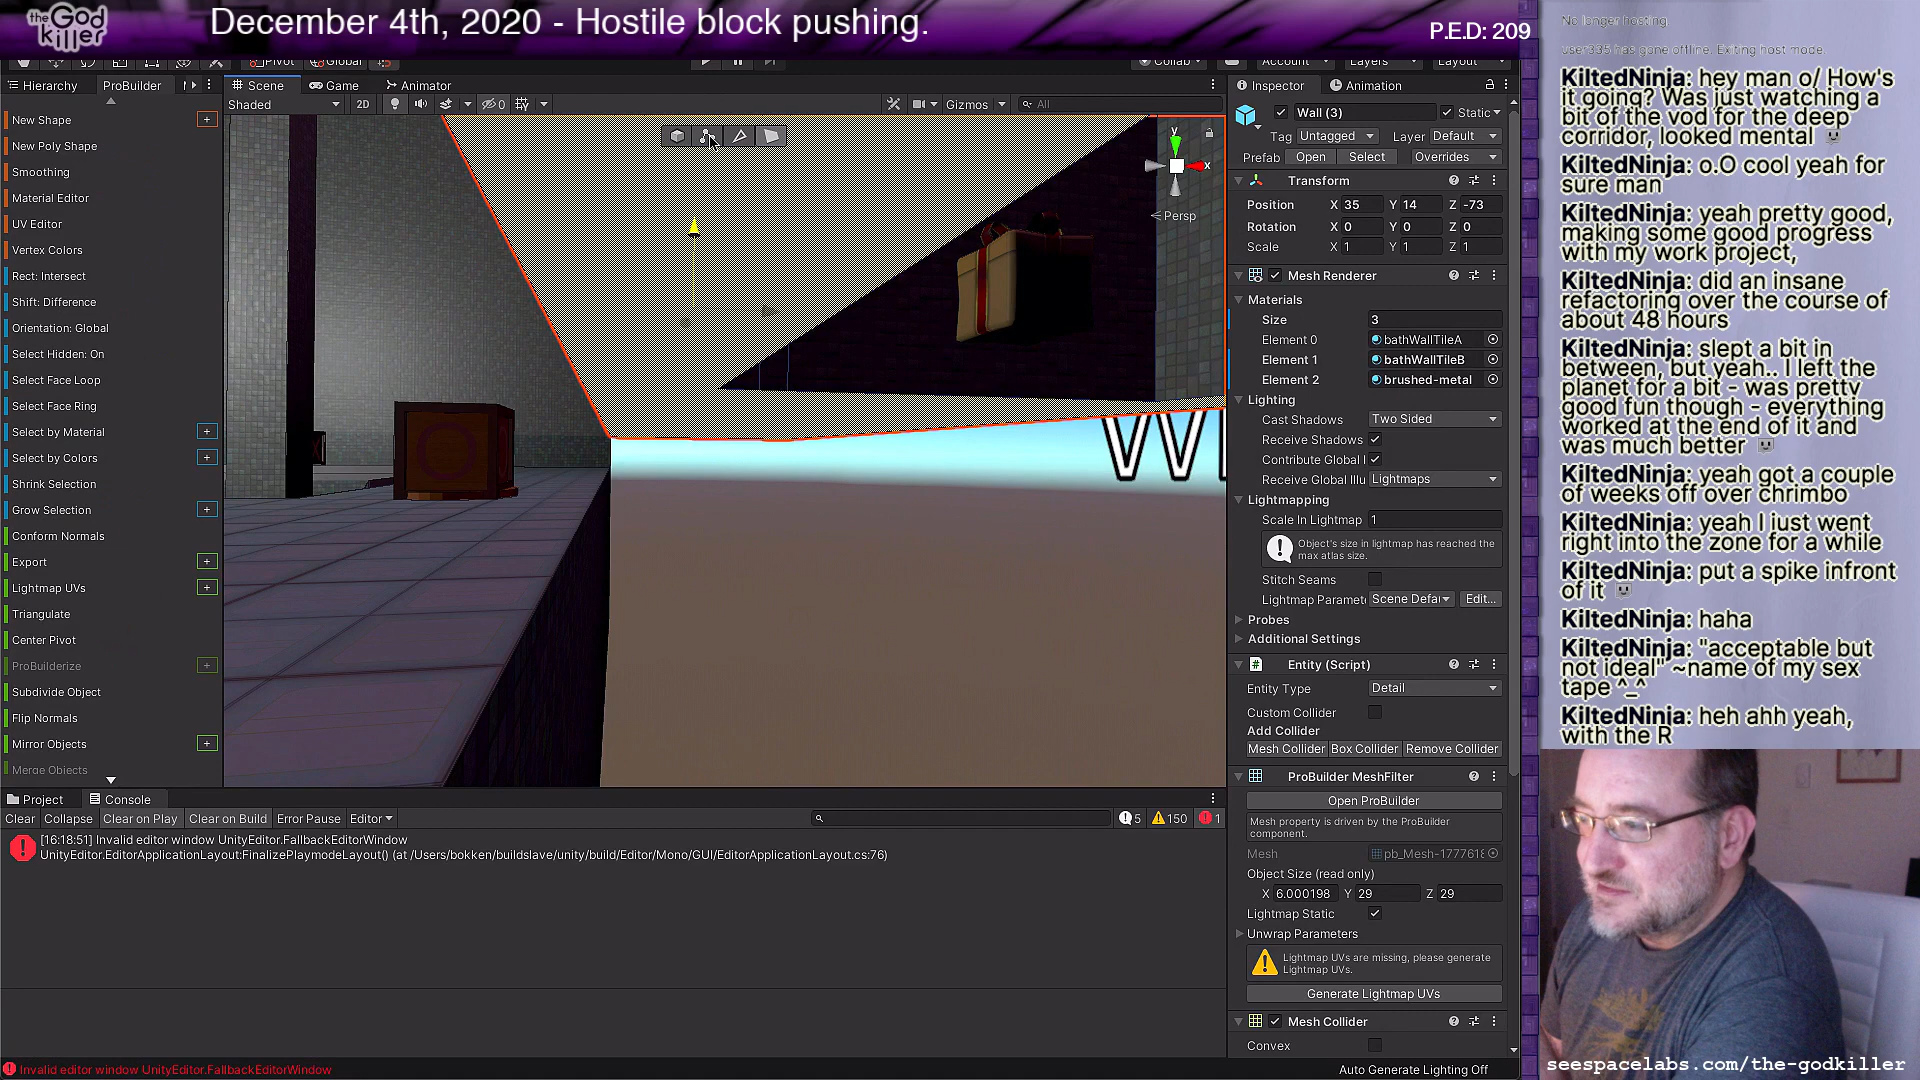 the God killer
December 4th, 2020 - Hostile block pushing.
P.E.D: 209
No longer hosting.
user335 has gone offline. Exiting host mode.
Pivot
Global
Collab
Account
Layers
Layout
Hierarchy
ProBuilder
Scene
Game
Animator
Shaded
2D
0
Gizmos
All
New Shape
New Poly Shape
Smoothing
Material Editor
UV Editor
Vertex Colors
Rect: Intersect
Shift: Difference
Orientation: Global
Select Hidden: On
Select Face Loop
Select Face Ring
Select by Material
Select by Colors
Shrink Selection
Grow Selection
Conform Normals
Export
Lightmap UVs
Triangulate
Center Pivot
ProBuilderize
Subdivide Object
Flip Normals
Mirror Objects
Merge Objects
y
x
Persp
W
Inspector
Animation
Wall (3)
Static
Tag Untagged
Layer Default
Prefab Open Select Overrides
Transform
Position X 35 Y 14 Z -73
Rotation X 0 Y 0 Z 0
Scale X 1 Y 1 Z 1
Mesh Renderer
Materials
Size 3
Element 0 bathWallTileA
Element 1 bathWallTileB
Element 2 brushed-metal
Lighting
Cast Shadows Two Sided
Receive Shadows
Contribute Global I
Receive Global Illu Lightmaps
Lightmapping
Scale In Lightmap 1
Object's size in lightmap has reached the
max atlas size.
Stitch Seams
Lightmap Paramete Scene Defau Edit...
Probes
Additional Settings
Entity (Script)
Entity Type Detail
Custom Collider
Add Collider
Mesh Collider Box Collider Remove Collider
ProBuilder MeshFilter
Open ProBuilder
Mesh property is driven by the ProBuilder
component.
Mesh pb_Mesh-1777618
Object Size (read only)
X 6.000198 Y 29 Z 29
Lightmap Static
Unwrap Parameters
Lightmap UVs are missing, please generate
Lightmap UVs.
Generate Lightmap UVs
Mesh Collider
Convex
Auto Generate Lighting Off
Project
Console
Clear Collapse Clear on Play Clear on Build Error Pause Editor
5 150 1
[16:18:51] Invalid editor window UnityEditor.FallbackEditorWindow
UnityEditor.EditorApplicationLayout:FinalizePlaymodeLayout() (at /Users/bokken/buildslave/unity/build/Editor/Mono/GUI/EditorApplicationLayout.cs:76)
Invalid editor window UnityEditor.FallbackEditorWindow
KiltedNinja: hey man o/ How's
it going? Was just watching a
bit of the vod for the deep
corridor, looked mental
KiltedNinja: o.O cool yeah for
sure man
KiltedNinja: yeah pretty good,
making some good progress
with my work project,
KiltedNinja: did an insane
refactoring over the course of
about 48 hours
KiltedNinja: slept a bit in
between, but yeah.. I left the
planet for a bit - was pretty
good fun though - everything
worked at the end of it and
was much better
KiltedNinja: yeah got a couple
of weeks off over chrimbo
KiltedNinja: yeah I just went
right into the zone for a while
KiltedNinja: put a spike infront
of it
KiltedNinja: haha
KiltedNinja: "acceptable but
not ideal" ~name of my sex
tape ^_^
KiltedNinja: heh ahh yeah,
with the R
seespacelabs.com/the-godkiller